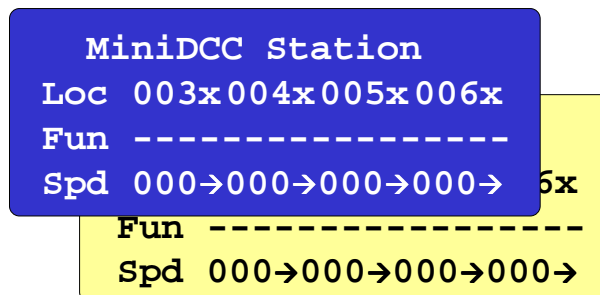 MiniDCC Station
Loc 003x004x005x006x
Fun -----------------
Spd 000→000→000→000→
6x
Fun -----------------
Spd 000→000→000→000→